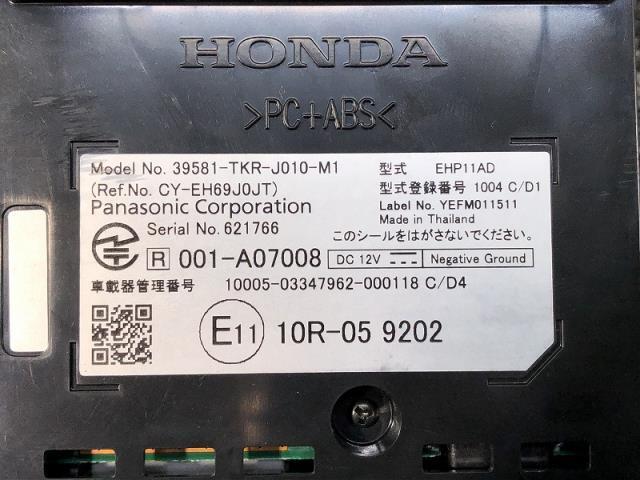 HONDA
>PC+ABS<
Model No. 39581-TKR-J010-M1 型式 EHP11AD
(Ref.No. CY-EH69J0JT) 型式登録番号 1004 C/D1
Panasonic Corporation Label No. YEFM011511
Made in Thailand
Serial No. 621766 このシールをはがさないでください。
R 001-A07008 DC 12V Negative Ground
車載器管理番号 10005-03347962-000118 C/D4
E11 10R-05 9202